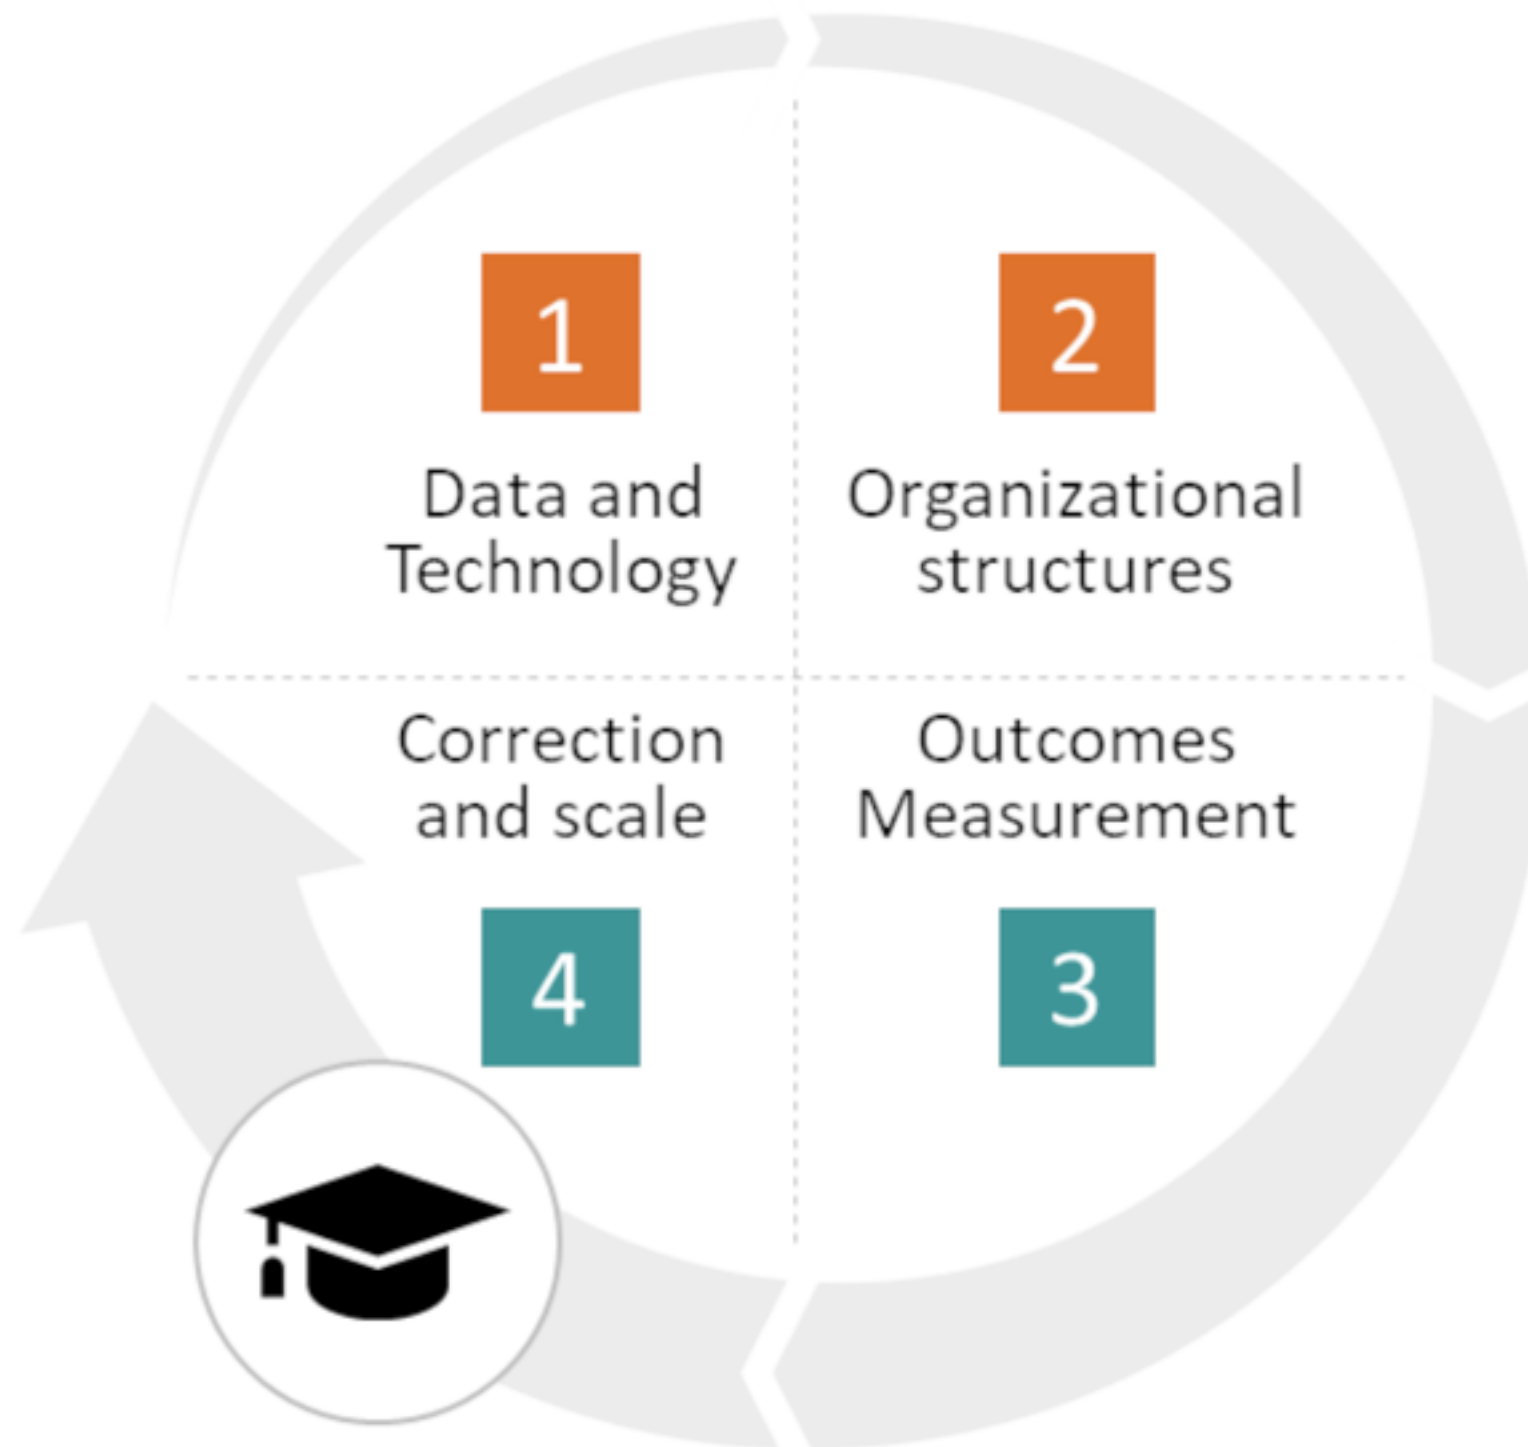 1
Data and
Technology
2
Organizational
structures
Correction
and scale
4
Outcomes
Measurement
3